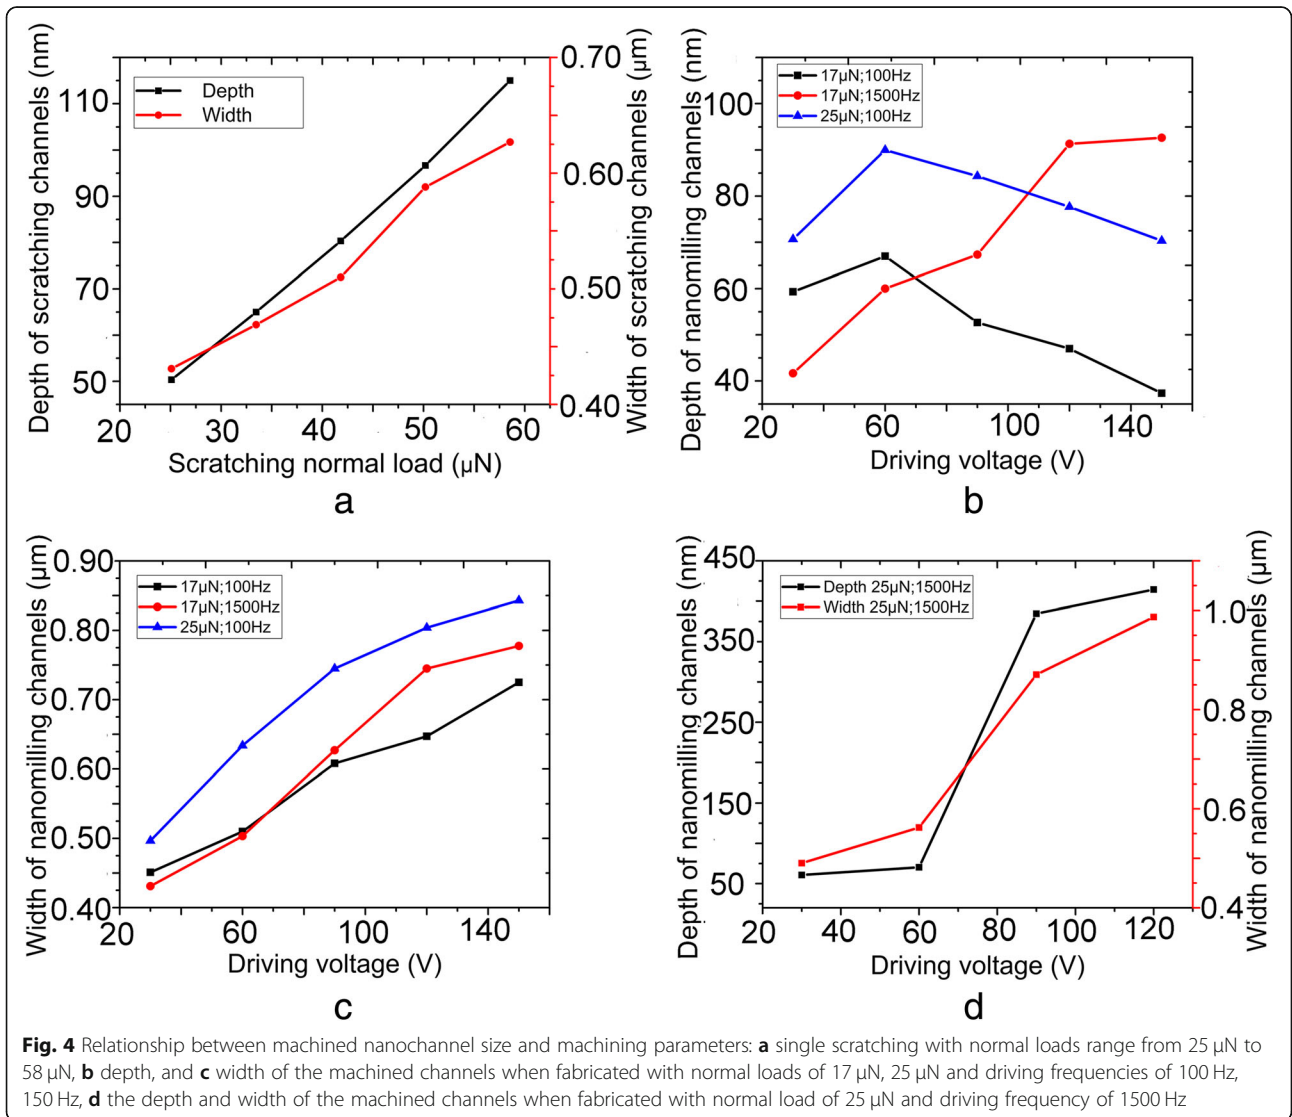 Depth of scratching channels (nm)
110
90
70
50
Depth
Width
0.70
0.60
0.50
0.40
Width of scratching channels (µm)
20 30 40 50 60
Scratching normal load (µN)
a
Depth of nanomilling channels (nm)
100
80
60
40
17µN;100Hz
17µN;1500Hz
25µN;100Hz
20 60 100 140
Driving voltage (V)
b
Width of nanomilling channels (µm)
0.90
0.80
0.70
0.60
0.50
0.40
17µN;100Hz
17µN;1500Hz
25µN;100Hz
20 60 100 140
Driving voltage (V)
c
Depth of nanomilling channels (nm)
450
350
250
150
50
Depth 25µN;1500Hz
Width 25µN;1500Hz
1.0
0.8
0.6
0.4
Width of nanomilling channels (µm)
20 40 60 80 100 120
Driving voltage (V)
d
Fig. 4 Relationship between machined nanochannel size and machining parameters: a single scratching with normal loads range from 25 µN to
58 µN, b depth, and c width of the machined channels when fabricated with normal loads of 17 µN, 25 µN and driving frequencies of 100 Hz,
150 Hz, d the depth and width of the machined channels when fabricated with normal load of 25 µN and driving frequency of 1500 Hz